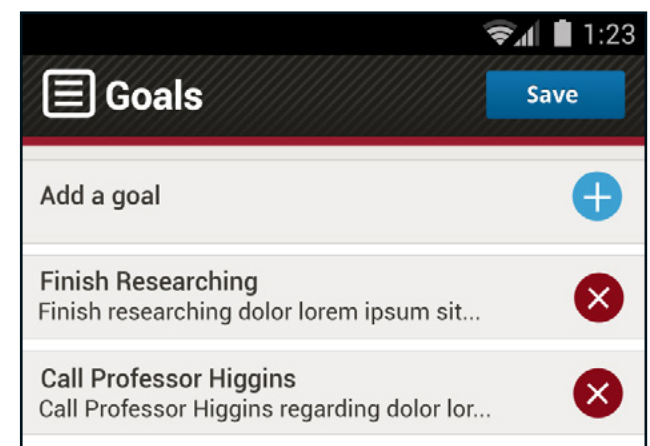 1:23
Goals
Save
Add a goal
Finish Researching
Finish researching dolor lorem ipsum sit...
Call Professor Higgins
Call Professor Higgins regarding dolor lor...